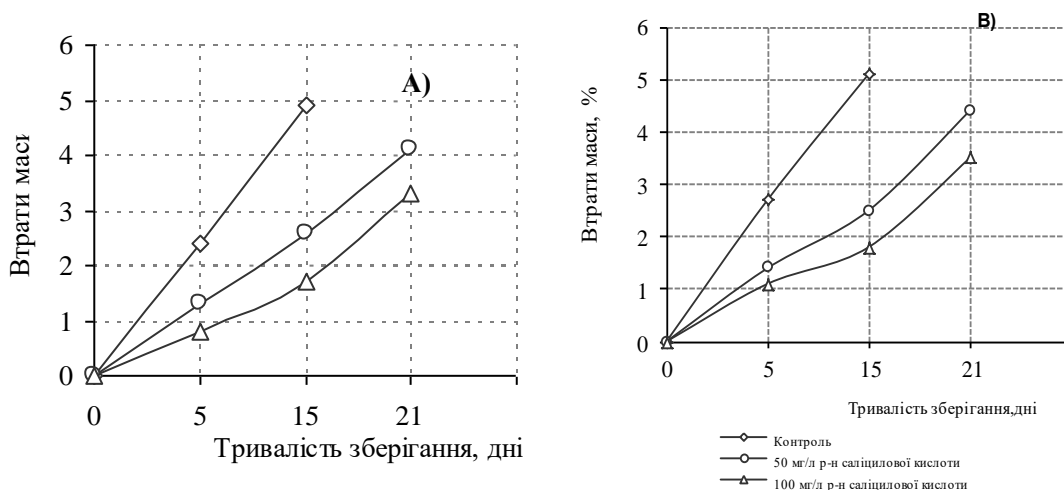 A)
6
5
4
3
2
1
0
Втрати маси
0 5 15 21
Тривалість зберігання, дні
B)
6
5
4
3
2
1
0
Втрати маси, %
0 5 15 21
Тривалість зберігання,дні
Контроль
50 мг/л р-н саліцилової кислоти
100 мг/л р-н саліцилової кислоти